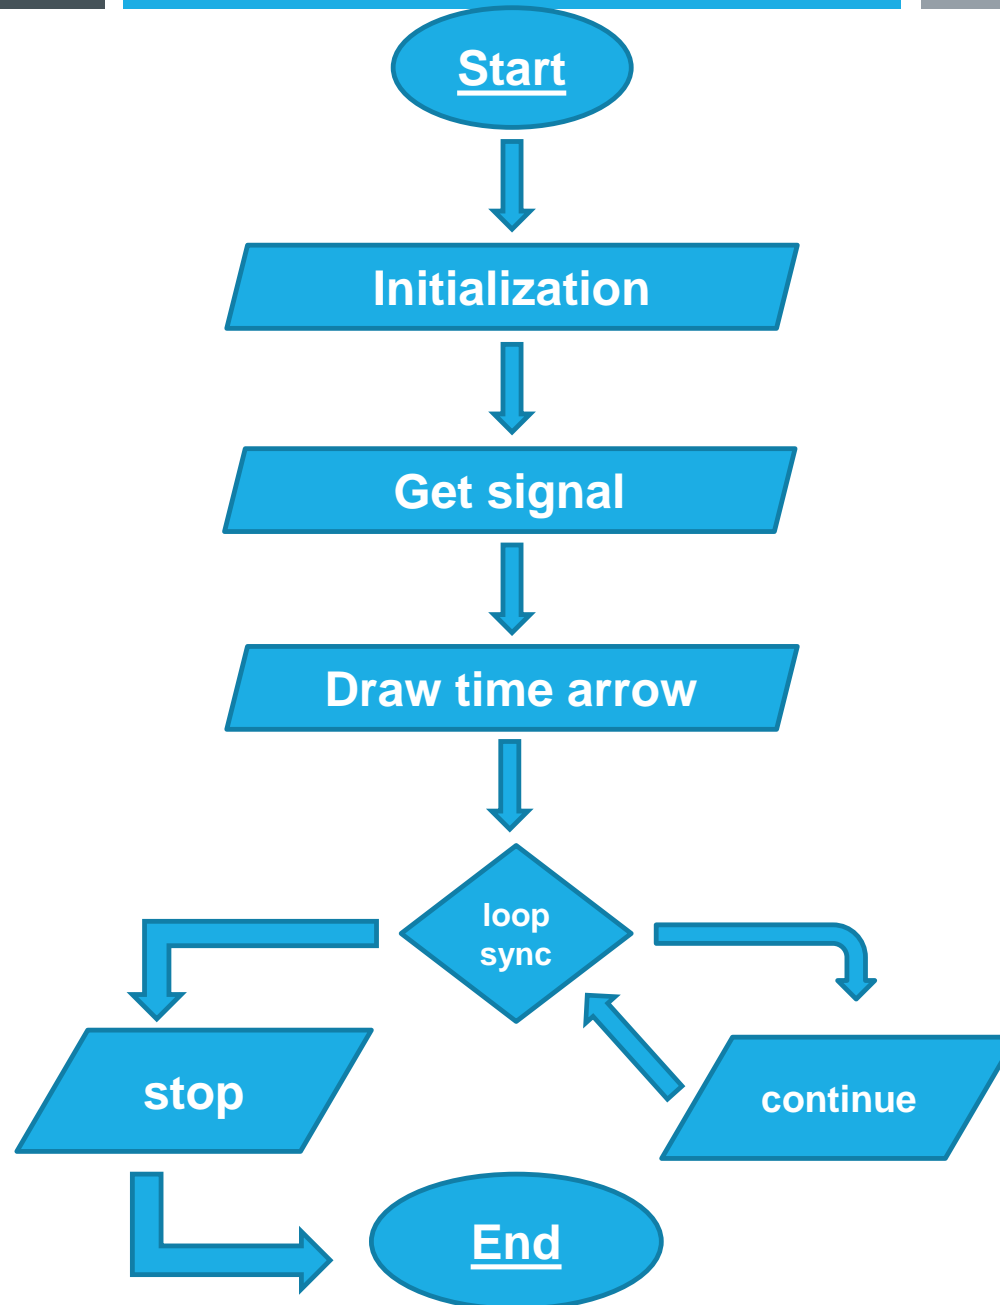 Start
Initialization
Get signal
Draw time arrow
loop
sync
stop
continue
End